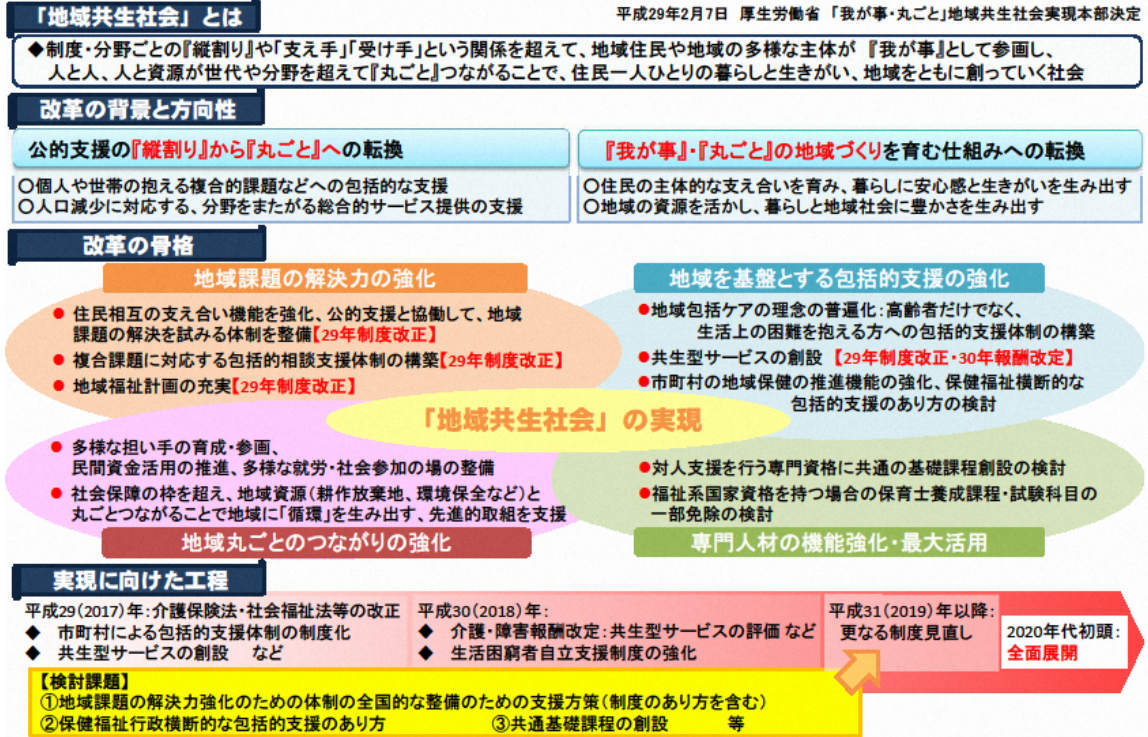 「地域共生社会」とは
平成29年2月7日 厚生労働省 「我が事・丸ごと」地域共生社会実現本部決定
◆制度・分野ごとの『縦割り』や「支え手」「受け手」という関係を超えて、地域住民や地域の多様な主体が 『我が事』として参画し、
人と人、人と資源が世代や分野を超えて『丸ごと』つながることで、住民一人ひとりの暮らしと生きがい、地域をともに創っていく社会
改革の背景と方向性
公的支援の『縦割り』から『丸ごと』への転換
○個人や世帯の抱える複合的課題などへの包括的な支援
○人口減少に対応する、分野をまたがる総合的サービス提供の支援
『我が事』・『丸ごと』の地域づくりを育む仕組みへの転換
○住民の主体的な支え合いを育み、暮らしに安心感と生きがいを生み出す
○地域の資源を活かし、暮らしと地域社会に豊かさを生み出す
改革の骨格
地域課題の解決力の強化
● 住民相互の支え合い機能を強化、公的支援と協働して、地域
課題の解決を試みる体制を整備【29年制度改正】
● 複合課題に対応する包括的相談支援体制の構築【29年制度改正】
● 地域福祉計画の充実【29年制度改正】
地域を基盤とする包括的支援の強化
●地域包括ケアの理念の普遍化:高齢者だけでなく、
生活上の困難を抱える方への包括的支援体制の構築
●共生型サービスの創設 【29年制度改正・30年報酬改定】
●市町村の地域保健の推進機能の強化、保健福祉横断的な
包括的支援のあり方の検討
「地域共生社会」の実現
● 多様な担い手の育成・参画、
民間資金活用の推進、多様な就労・社会参加の場の整備
● 社会保障の枠を超え、地域資源(耕作放棄地、環境保全など)と
丸ごとつながることで地域に「循環」を生み出す、先進的取組を支援
地域丸ごとのつながりの強化
●対人支援を行う専門資格に共通の基礎課程創設の検討
●福祉系国家資格を持つ場合の保育士養成課程・試験科目の
一部免除の検討
専門人材の機能強化・最大活用
実現に向けた工程
平成29(2017)年:介護保険法・社会福祉法等の改正
◆ 市町村による包括的支援体制の制度化
◆ 共生型サービスの創設 など
平成30(2018)年:
◆ 介護・障害報酬改定:共生型サービスの評価 など
◆ 生活困窮者自立支援制度の強化
平成31(2019)年以降:
更なる制度見直し
2020年代初頭:
全面展開
【検討課題】
①地域課題の解決力強化のための体制の全国的な整備のための支援方策(制度のあり方を含む)
②保健福祉行政横断的な包括的支援のあり方 ③共通基礎課程の創設 等